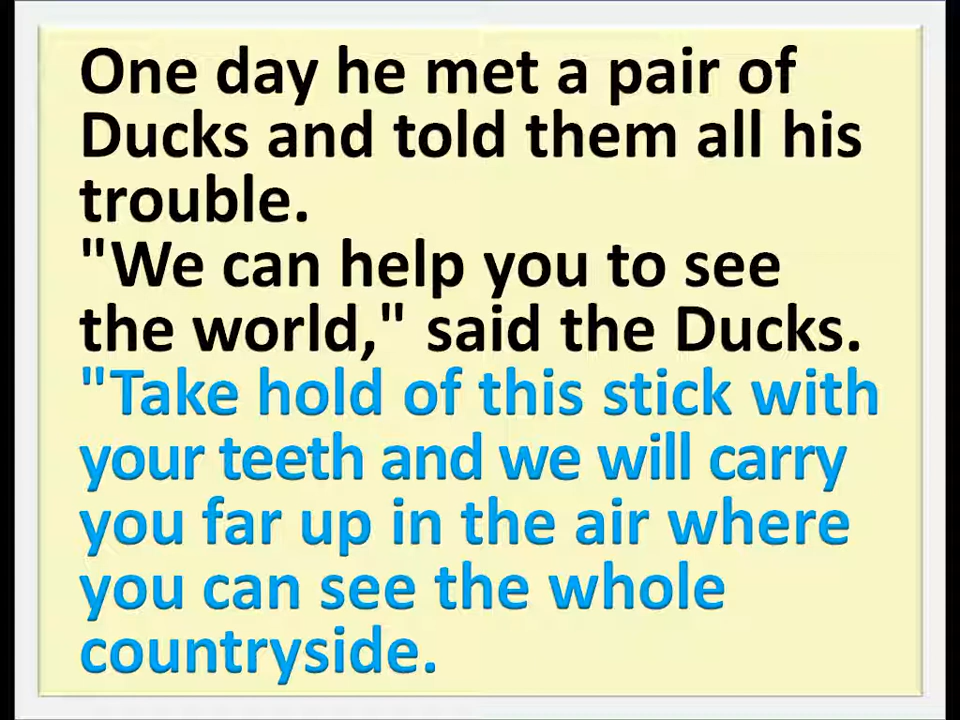 One day he met a pair of
Ducks and told them all his
trouble.
"We can help you to see
the world," said the Ducks.
"Take hold of this stick with
your teeth and we will carry
you far up in the air where
you can see the whole
countryside.